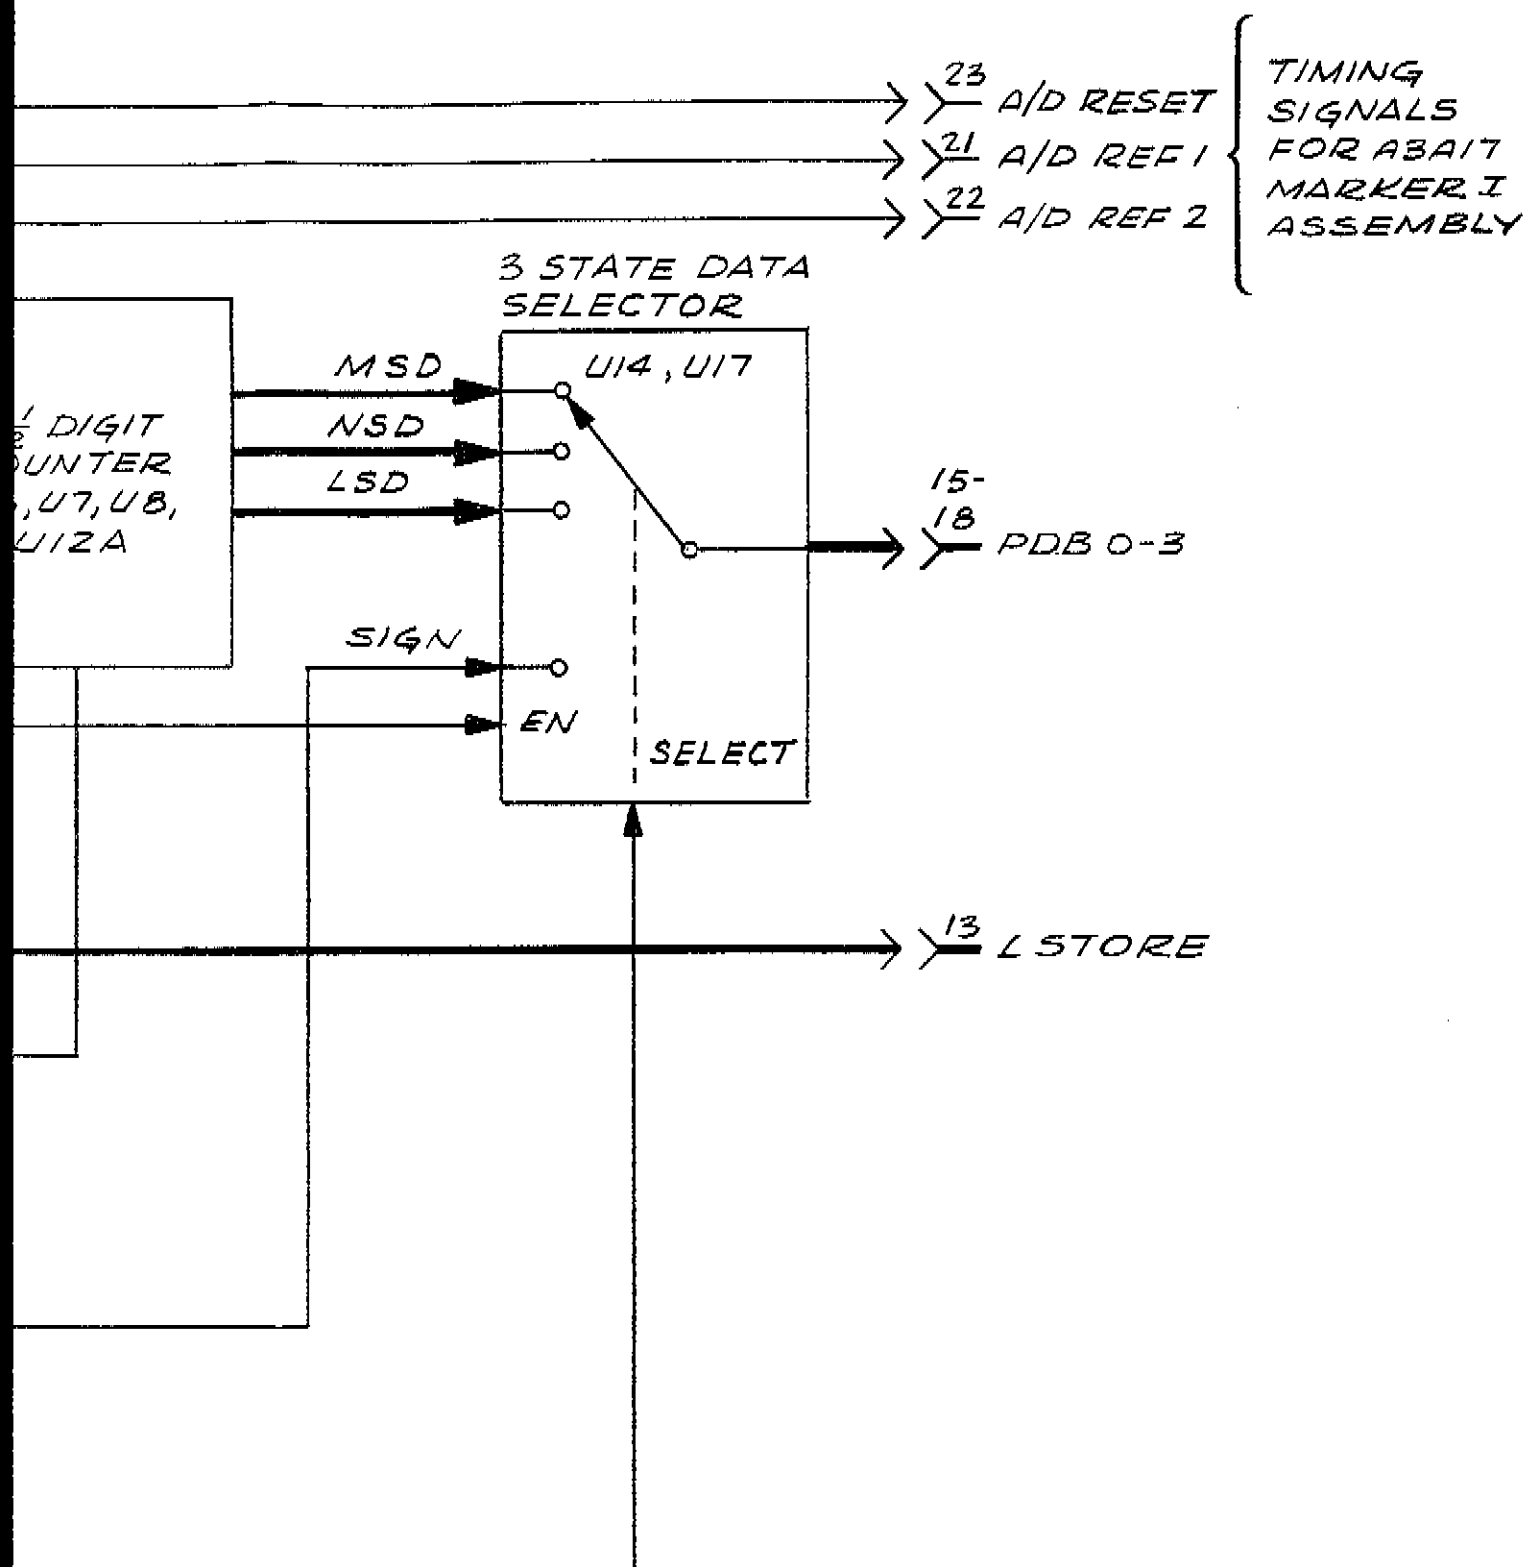 23
A/D RESET
21
A/D REF 1
22
A/D REF 2
TIMING
SIGNALS
FOR A3A17
MARKER I
ASSEMBLY
3 STATE DATA
SELECTOR
U14, U17
MSD
NSD
LSD
DIGIT
U7, U8,
U12A
15-
18
PDB 0-3
SIGN
EN
SELECT
13
L STORE